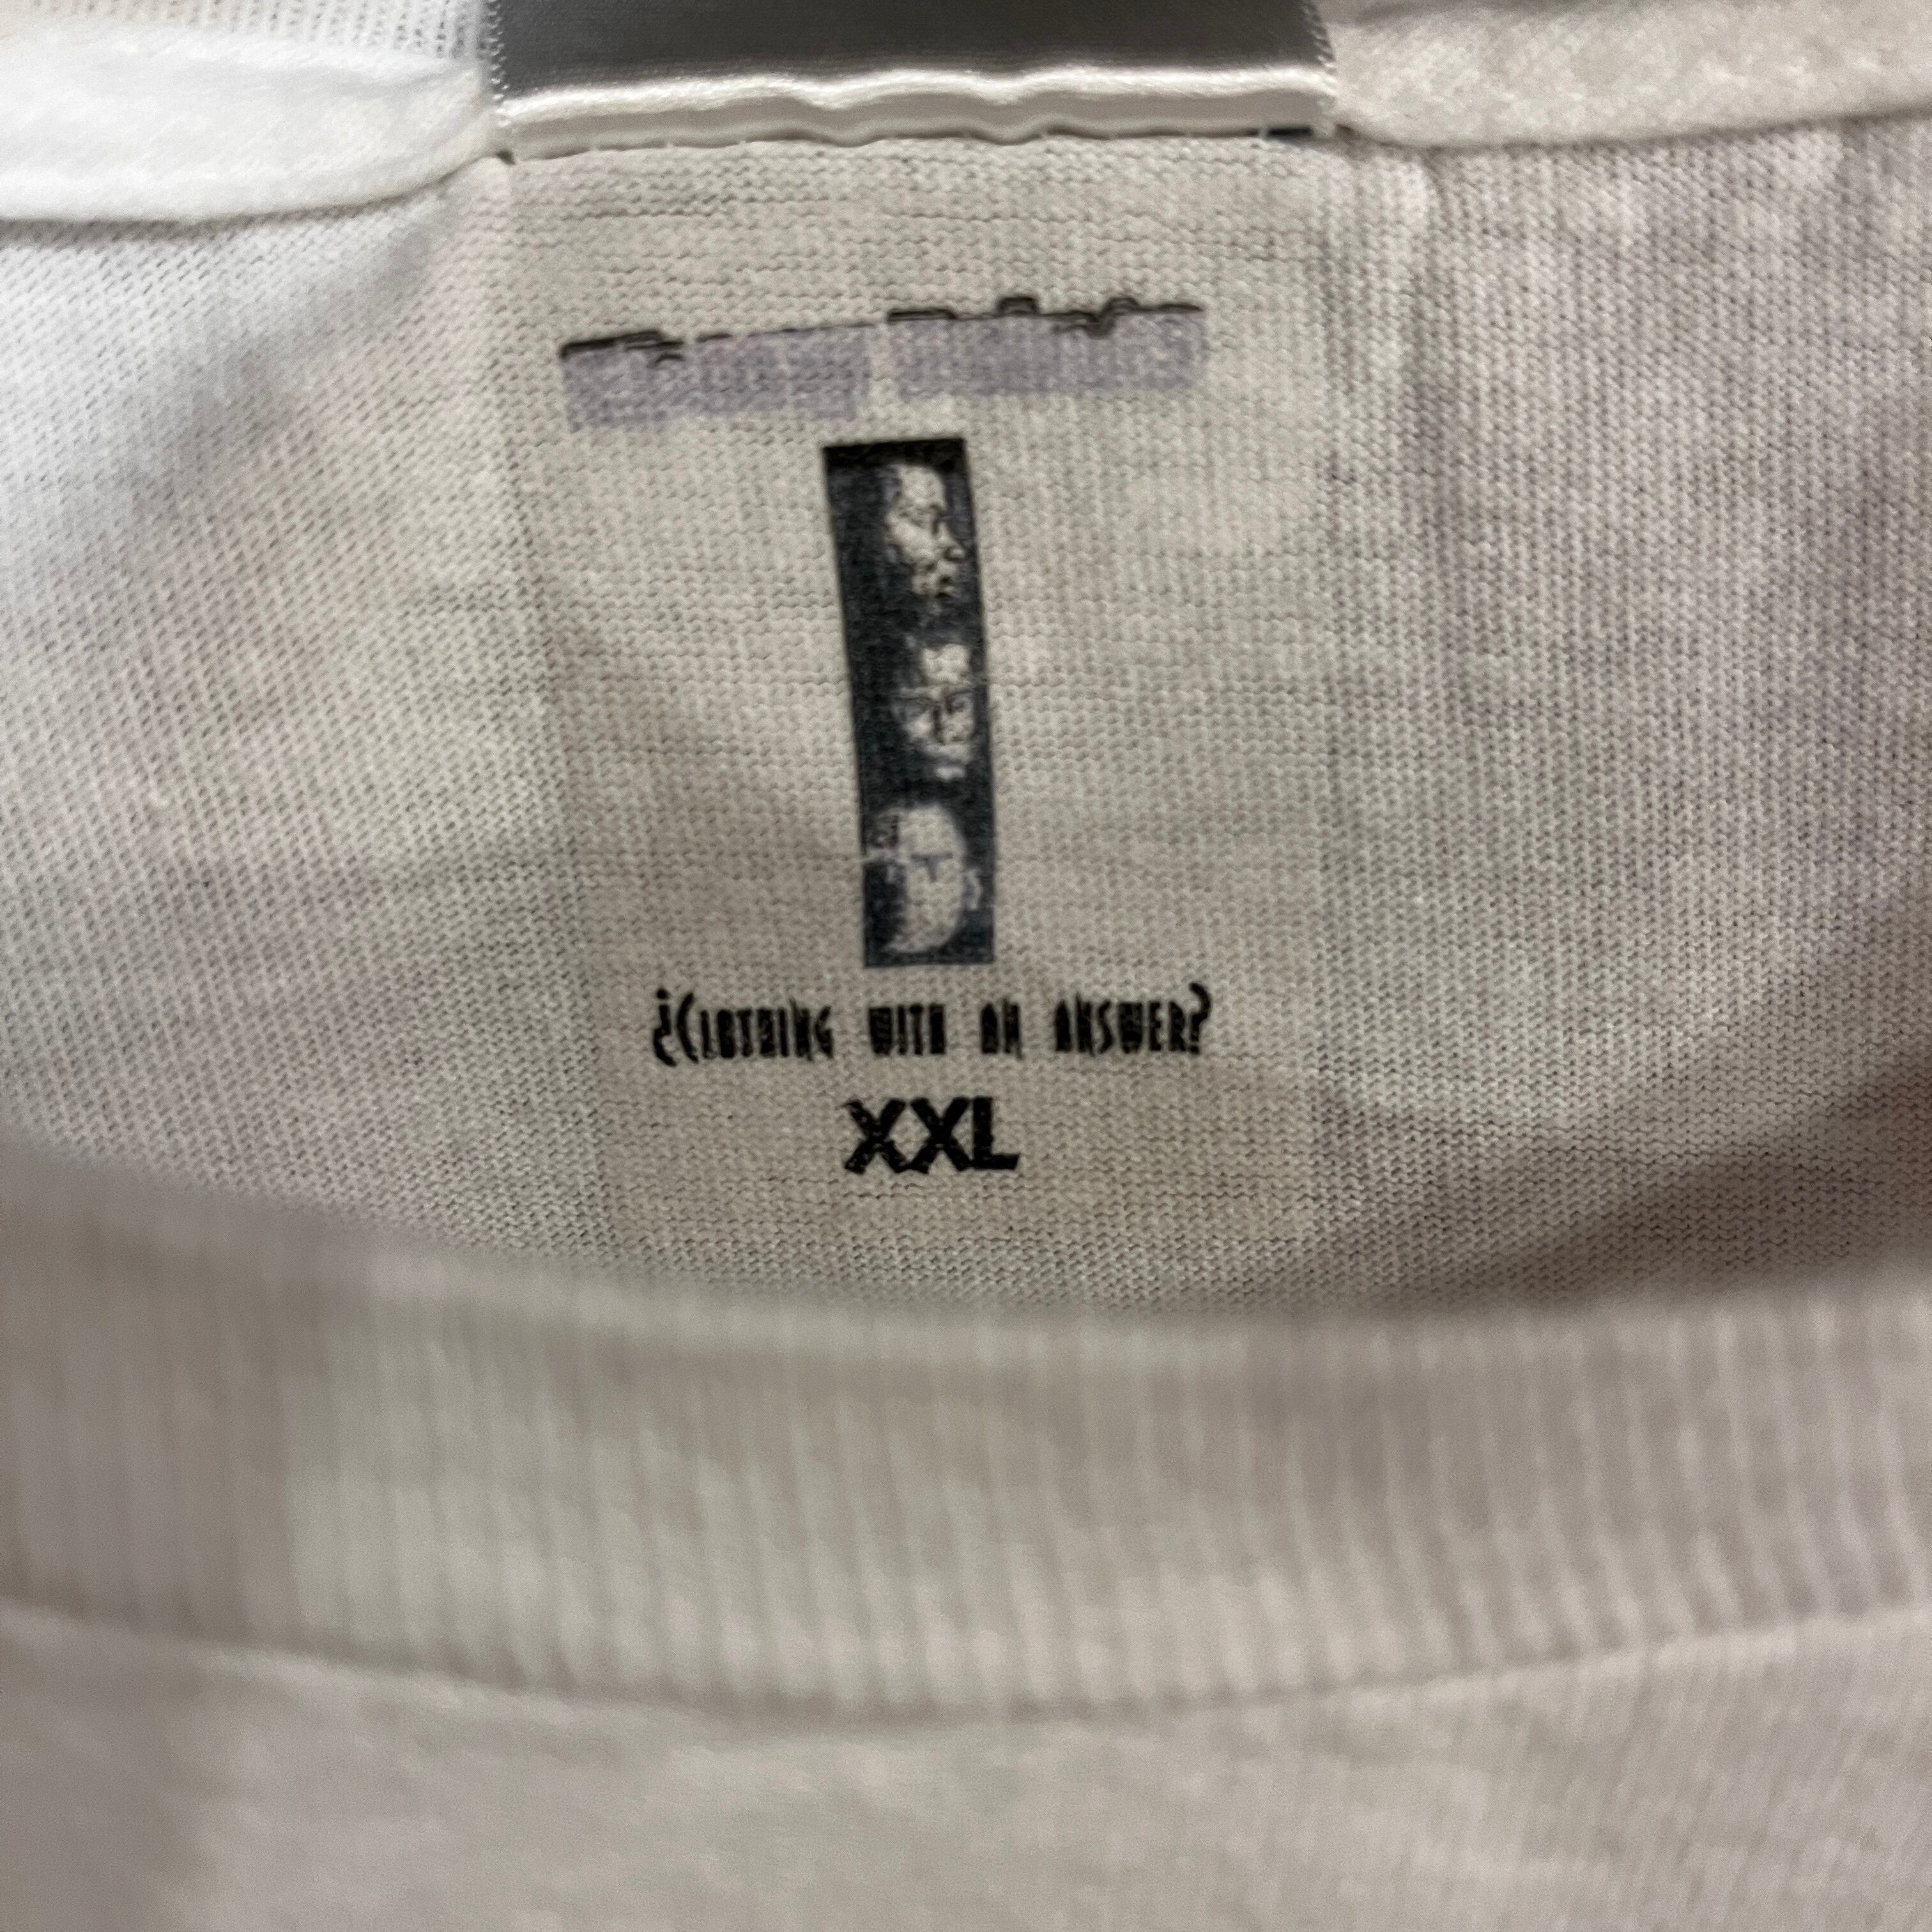 ¿CLOTHING WITH AN ANSWER?
XXL